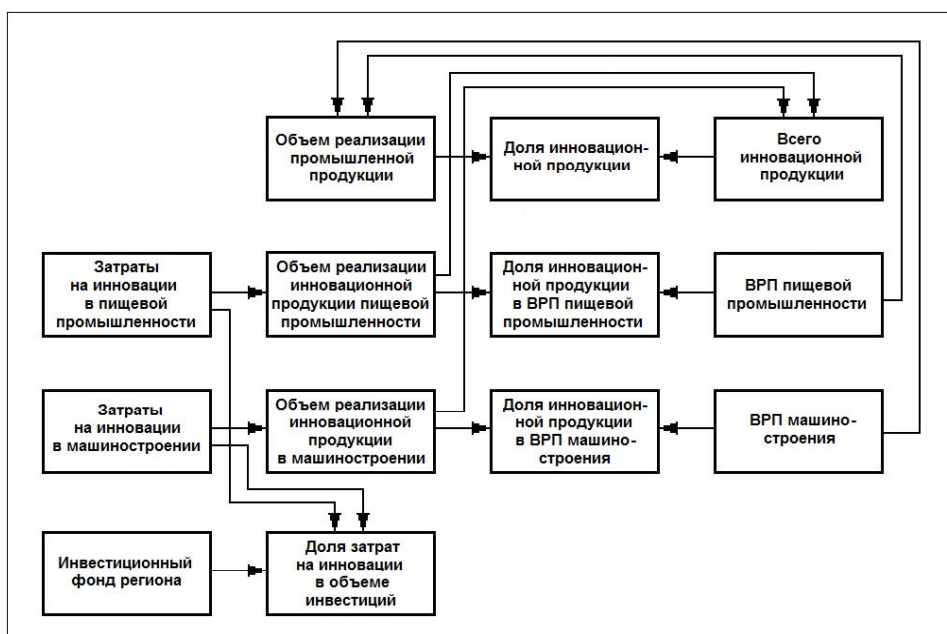 Объем реализации
промышленной
продукции
Доля инновацион-
ной продукции
Всего
инновационной
продукции
Затраты
на инновации
в пищевой
промышленности
Объем реализации
инновационной
продукции пищевой
промышленности
Доля инновацион-
ной продукции
в ВРП пищевой
промышленности
ВРП пищевой
промышленности
Затраты
на инновации
в машиностроении
Объем реализации
инновационной
продукции
в машиностроении
Доля инновацион-
ной продукции
в ВРП машино-
строения
ВРП машино-
строения
Инвестиционный
фонд региона
Доля затрат
на инновации
в объеме
инвестиций